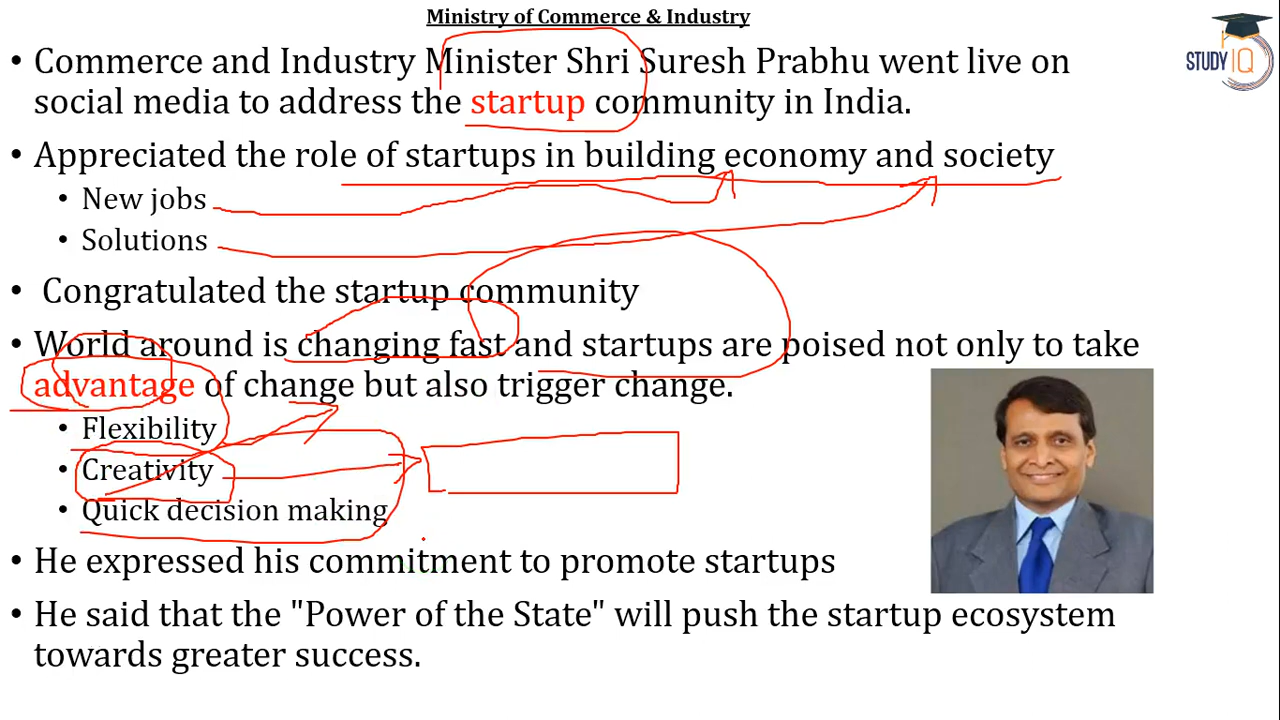 Ministry of Commerce & Industry
• Commerce and Industry Minister Shri Suresh Prabhu went live on
social media to address the startup community in India.
• Appreciated the role of startups in building economy and society
• New jobs
• Solutions
• Congratulated the startup community
• World around is changing fast and startups are poised not only to take
advantage of change but also trigger change.
• Flexibility
• Creativity
• Quick decision making
• He expressed his commitment to promote startups
• He said that the "Power of the State" will push the startup ecosystem
towards greater success.
STUDY IQ